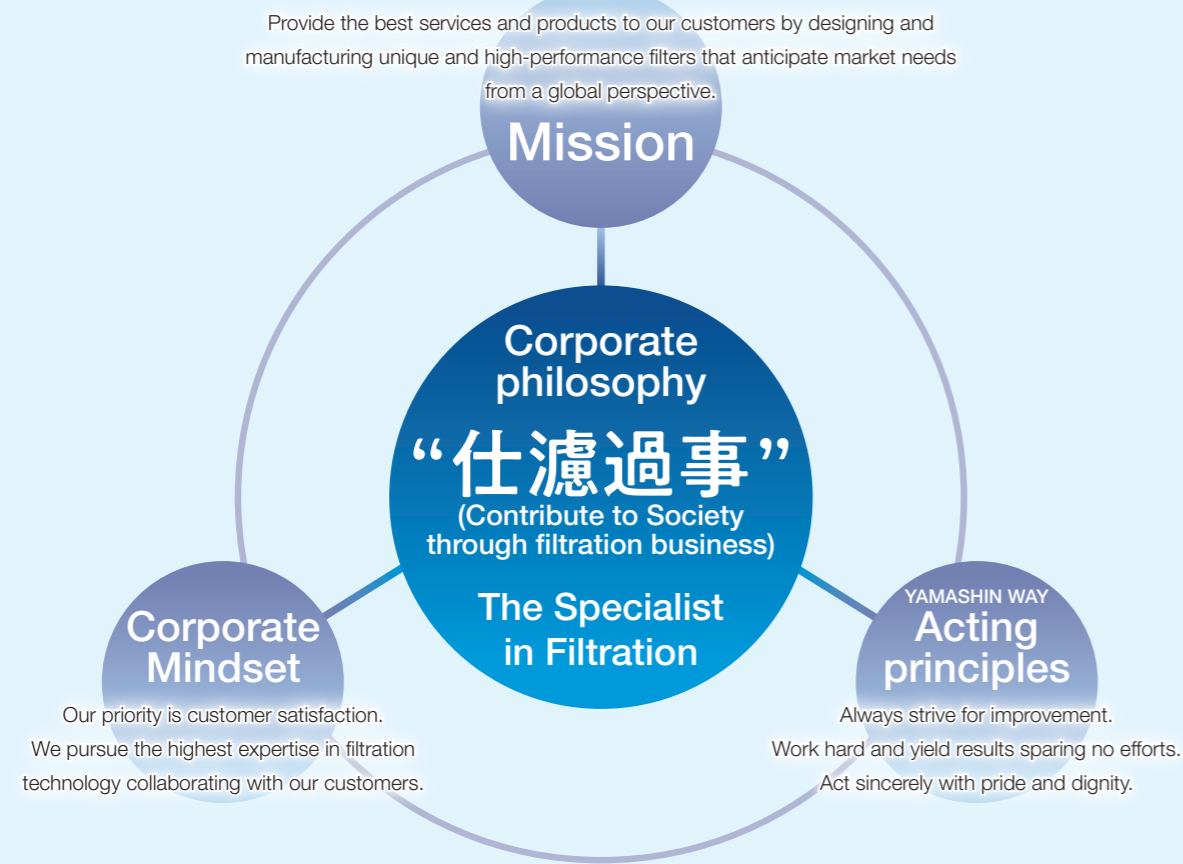 Provide the best services and products to our customers by designing and
manufacturing unique and high-performance filters that anticipate market needs
from a global perspective.
Mission
Corporate
philosophy
“仕濾過事”
(Contribute to Society
through filtration business)
The Specialist
in Filtration
Corporate
Mindset
Our priority is customer satisfaction.
We pursue the highest expertise in filtration
technology collaborating with our customers.
YAMASHIN WAY
Acting
principles
Always strive for improvement.
Work hard and yield results sparing no efforts.
Act sincerely with pride and dignity.